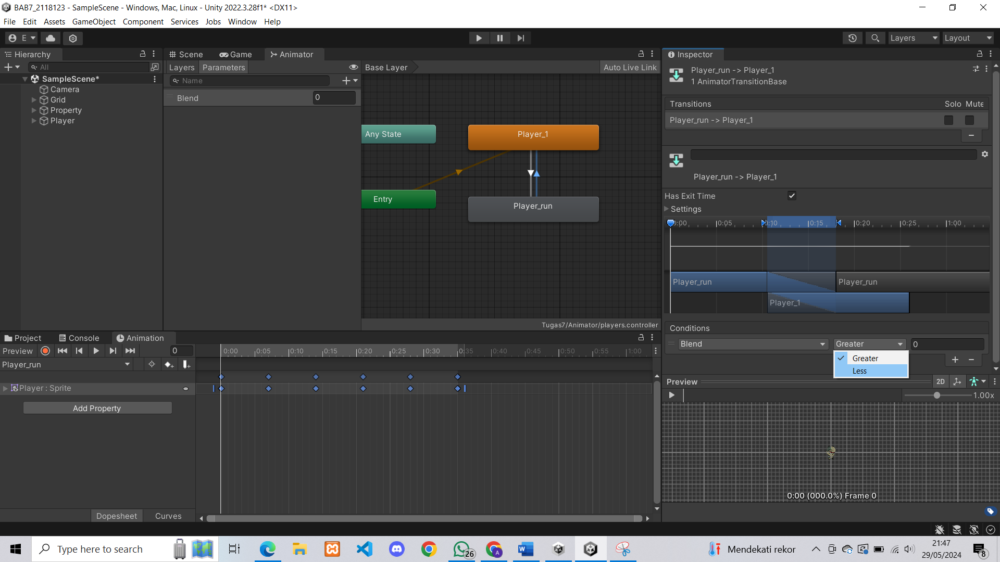 BAB7_2118123 - SampleScene - Windows, Mac, Linux - Unity 2022.3.28f1* <DX11>
File Edit Assets GameObject Component Services Jobs Window Help
E Layers Layout
Hierarchy
All
SampleScene*
Camera
Grid
Property
Player
Scene Game Animator
Layers Parameters Base Layer Auto Live Link
Name
Blend 0
Any State
Player_1
Entry
Player_run
Tugas7/Animator/players.controller
Inspector
Player_run -> Player_1
1 AnimatorTransitionBase
Transitions Solo Mute
Player_run -> Player_1
Player_run -> Player_1
Has Exit Time
Settings
0:00 0:05 0:10 0:15 0:20 0:25 1:00
Player_run Player_run
Player_1
Conditions
Blend Greater 0
Greater
Less
Preview 2D
1.00x
0:00 (000.0%) Frame 0
Project Console Animation
Preview 0
0:00 0:05 0:10 0:15 0:20 0:25 0:30 0:35 0:40 0:45 0:50 0:55 1:00
Player_run
Player : Sprite
Add Property
Dopesheet Curves
Type here to search
26
A
Mendekati rekor
21:47
29/05/2024
8